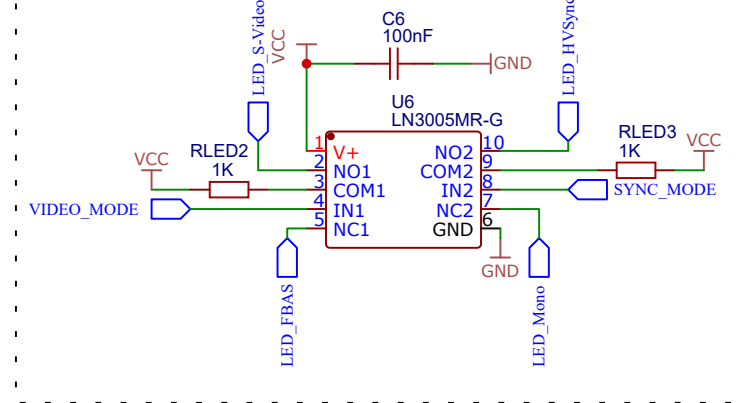 LED_S-Video
VCC
C6
100nF
GND
LED_HVSync
U6
LN3005MR-G
VCC
RLED2
1K
RLED3
1K
VCC
1
V+
10
NO2
2
NO1
9
COM2
3
COM1
8
IN2
4
IN1
7
NC2
5
NC1
6
GND
VIDEO_MODE
SYNC_MODE
GND
LED_FBAS
LED_Mono